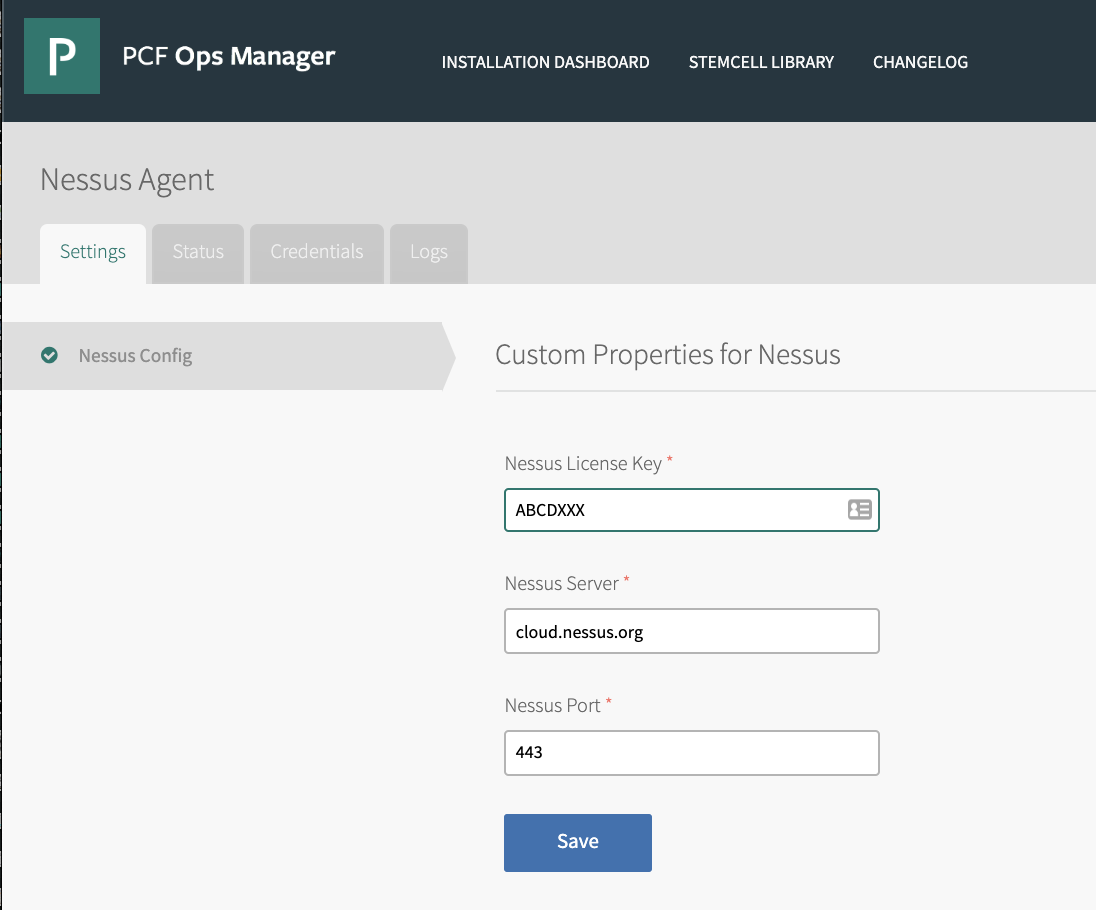 P
PCF Ops Manager
INSTALLATION DASHBOARD
STEMCELL LIBRARY
CHANGELOG
Nessus Agent
Settings
Status
Credentials
Logs
Nessus Config
Custom Properties for Nessus
Nessus License Key *
ABCDXXX
Nessus Server *
cloud.nessus.org
Nessus Port *
443
Save